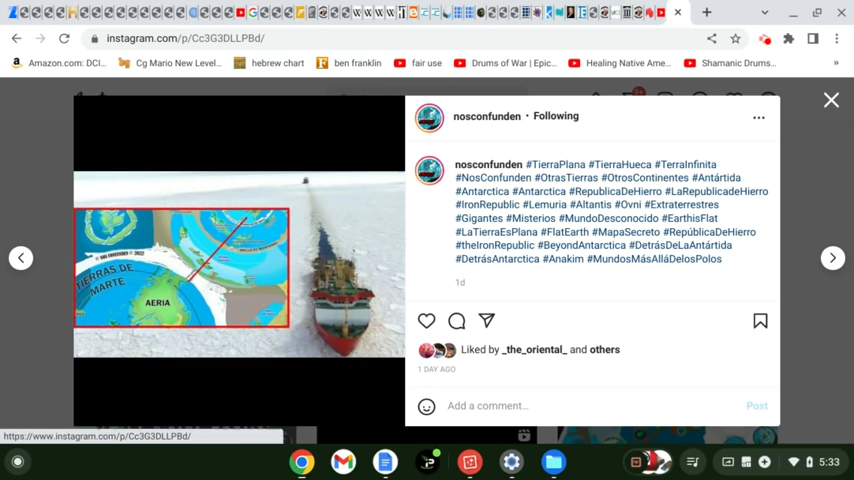 instagram.com/p/Cc3G3DLLPBd/
Amazon.com: DCI...
Cg Mario New Level...
hebrew chart
ben franklin
fair use
Drums of War | Epic...
Healing Native Ame...
Shamanic Drums...
»
nosconfunden • Following
nosconfunden #TierraPlana #TierraHueca #TerraInfinita
#NosConfunden #OtrasTierras #OtrosContinentes #Antártida
#Antarctica #Antarctica #RepublicaDeHierro #LaRepublicadeHierro
#IronRepublic #Lemuria #Altantis #Ovni #Extraterrestres
#Gigantes #Misterios #MundoDesconocido #EarthisFlat
#LaTierraEsPlana #FlatEarth #MapaSecreto #RepúblicaDeHierro
#theIronRepublic #BeyondAntarctica #DetrásDeLaAntártida
#DetrásAntarctica #Anakim #MundosMásAlláDelosPolos
1d
© NOS CONFUNDEN © 2022
TIERRAS DE
MARTE
AERIA
Liked by _the_oriental_ and others
1 DAY AGO
Add a comment...
Post
https://www.instagram.com/p/Cc3G3DLLPBd/
5:33